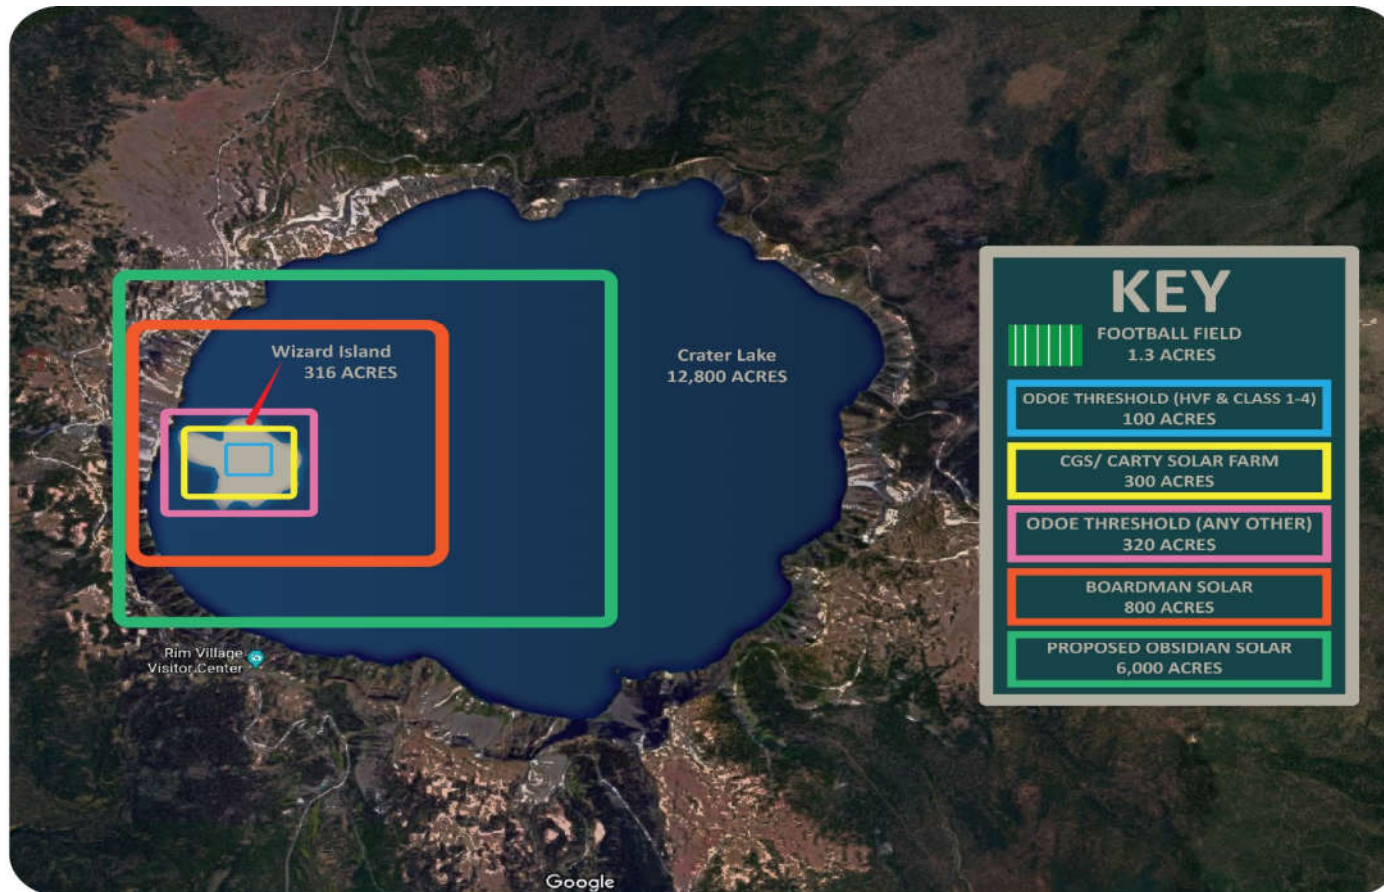 Wizard Island
316 ACRES
Crater Lake
12,800 ACRES
Rim Village
Visitor Center
Google
KEY
FOOTBALL FIELD
1.3 ACRES
ODOE THRESHOLD (HVF & CLASS 1-4)
100 ACRES
CGS/ CARTY SOLAR FARM
300 ACRES
ODOE THRESHOLD (ANY OTHER)
320 ACRES
BOARDMAN SOLAR
800 ACRES
PROPOSED OBSIDIAN SOLAR
6,000 ACRES